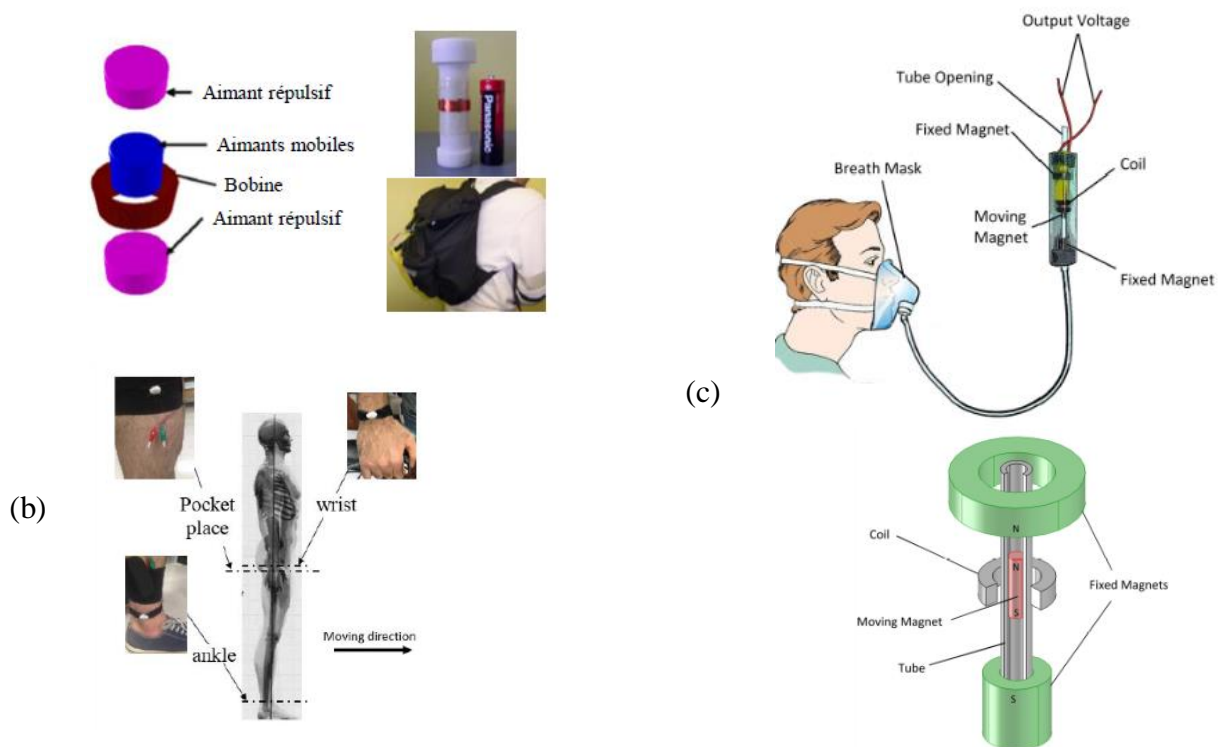 Aimant répulsif
Aimants mobiles
Bobine
Aimant répulsif
Panasonic
(b)
Pocket
place
wrist
ankle
Moving direction
(c)
Output Voltage
Tube Opening
Fixed Magnet
Breath Mask
Coil
Moving
Magnet
Fixed Magnet
N
Coil
N
Fixed Magnets
Moving Magnet
S
Tube
S